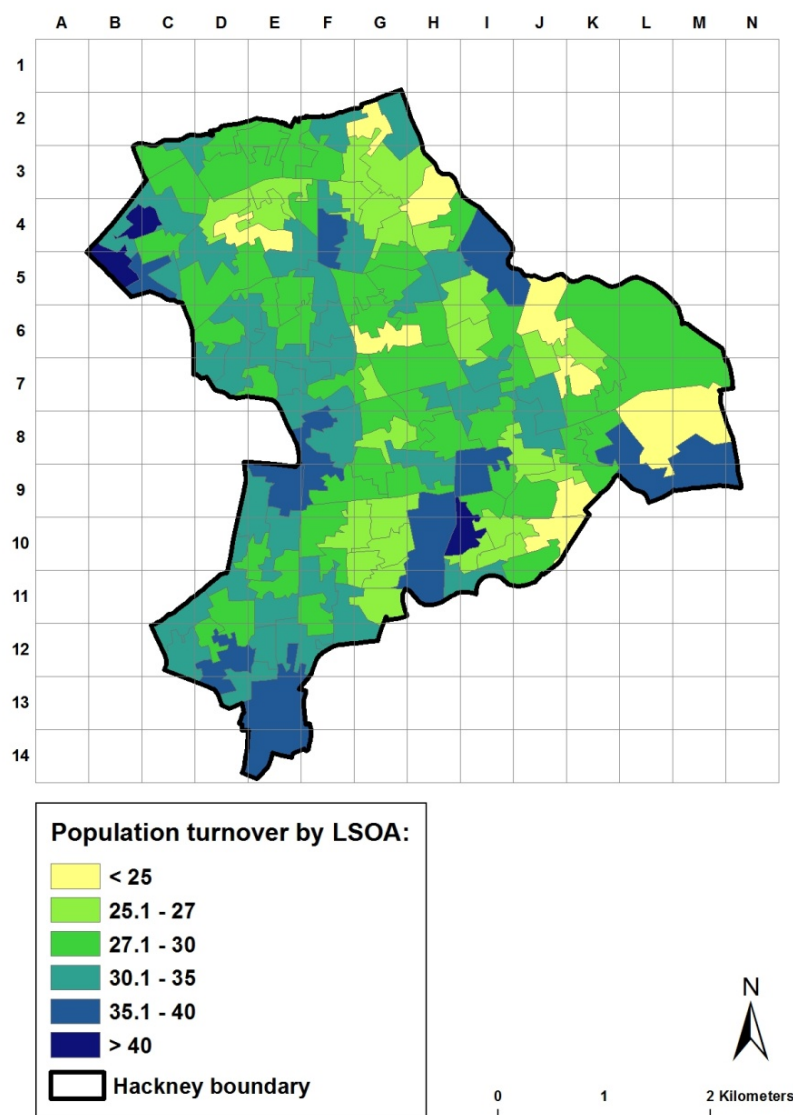 A B C D E F G H I J K L M N
1
2
3
4
5
6
7
8
9
10
11
12
13
14
Population turnover by LSOA:
< 25
25.1 - 27
27.1 - 30
30.1 - 35
35.1 - 40
> 40
Hackney boundary
N
0 1 2 Kilometers